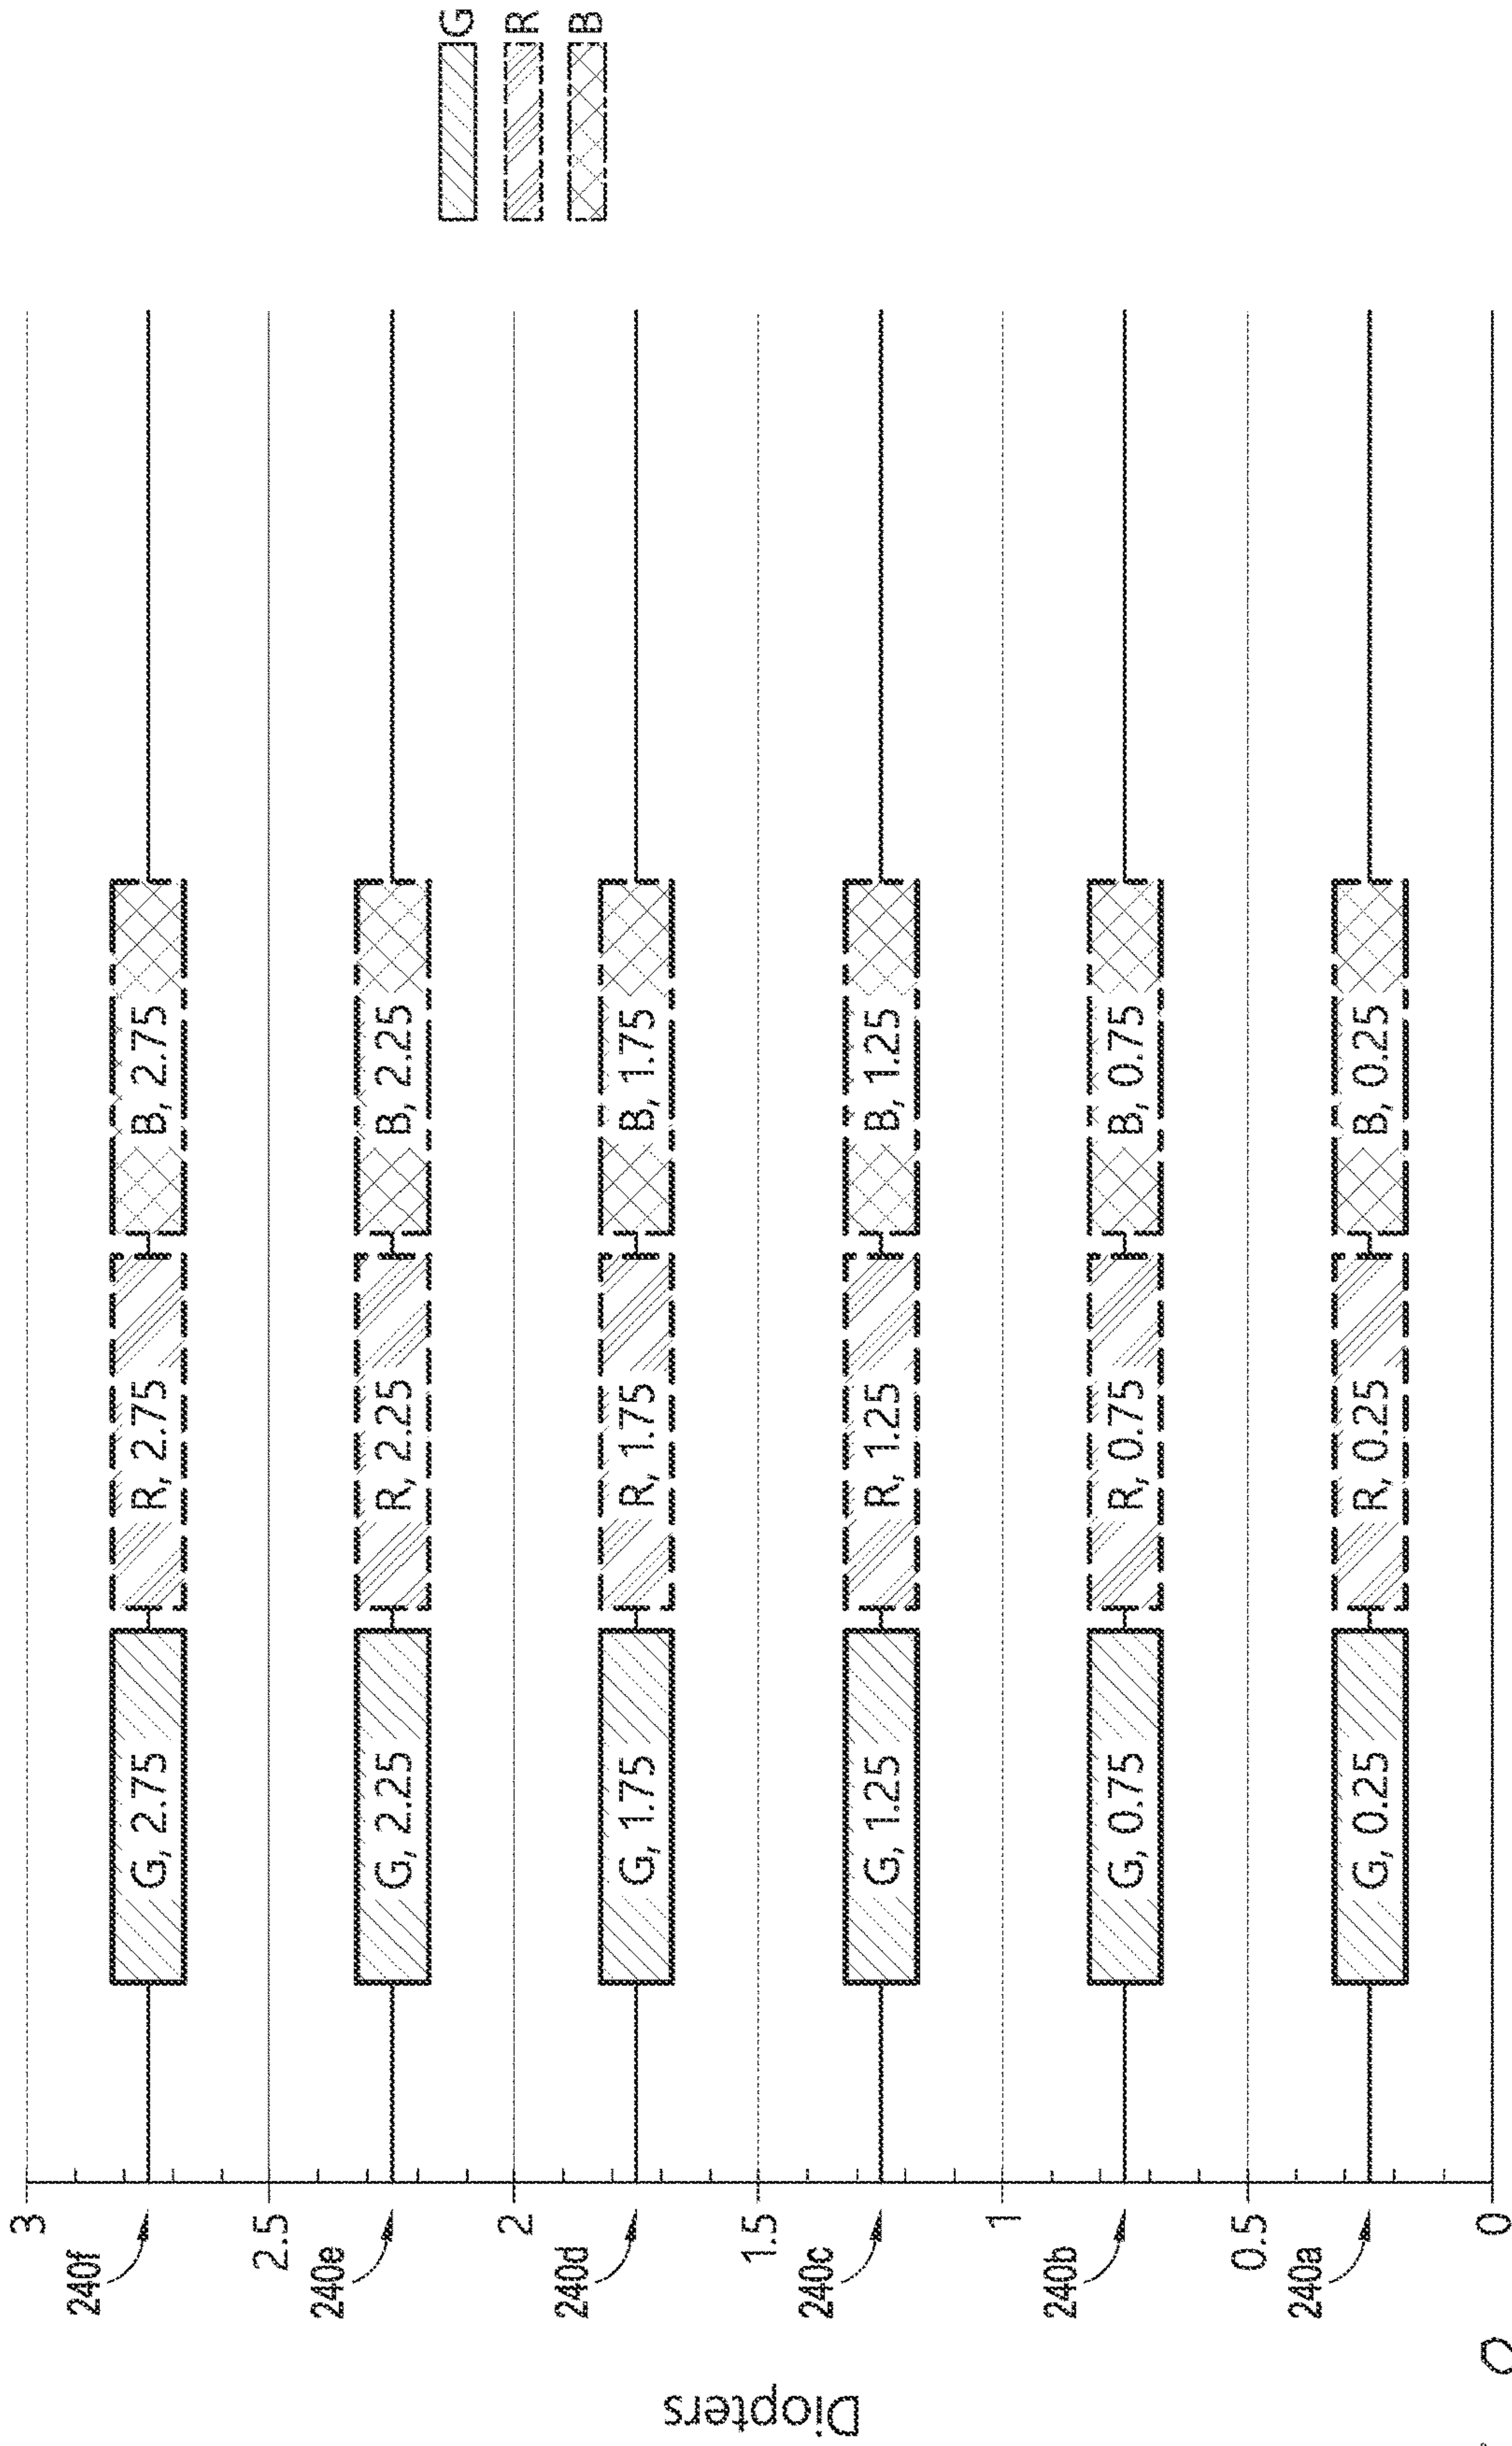 Diopters
3
240f
G, 2.75 R, 2.75 B, 2.75
2.5
240e
G, 2.25 R, 2.25 B, 2.25
2
240d
G, 1.75 R, 1.75 B, 1.75
1.5
240c
G, 1.25 R, 1.25 B, 1.25
1
240b
G, 0.75 R, 0.75 B, 0.75
0.5
240a
G, 0.25 R, 0.25 B, 0.25
0
G
R
B